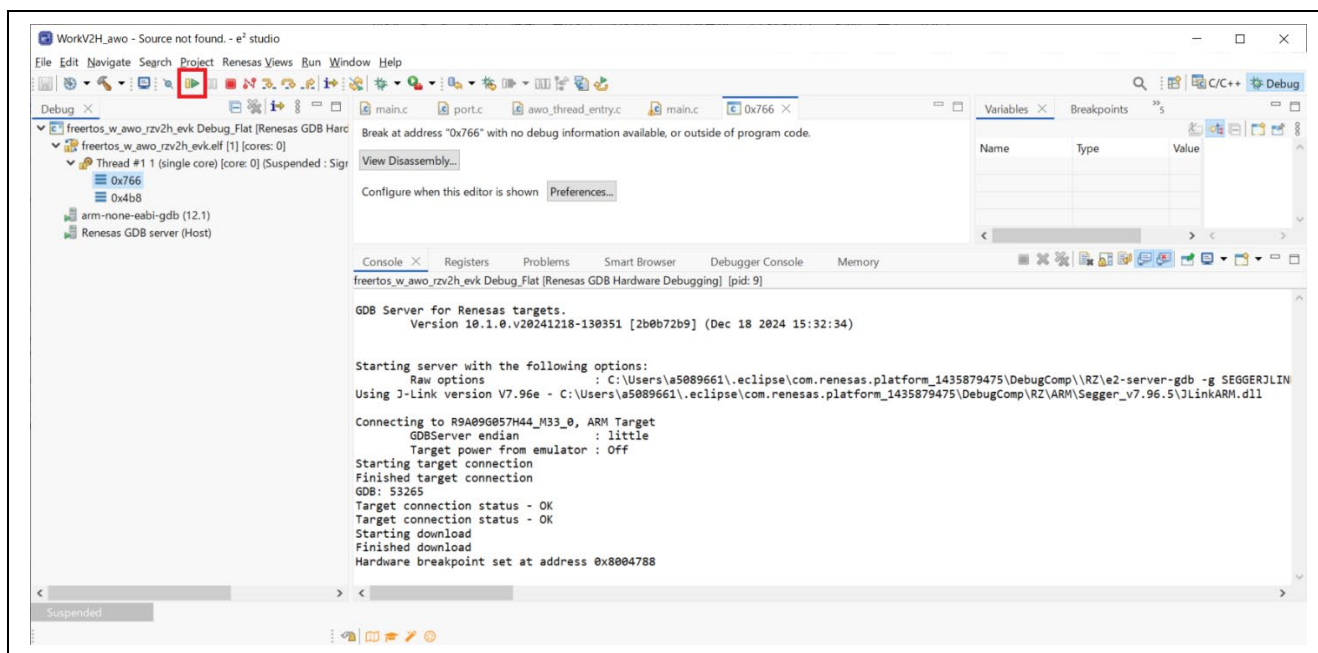 WorkV2H_awo - Source not found. - e² studio
File Edit Navigate Search Project Renesas Views Run Window Help
C/C++ Debug
Debug
freertos_w_awo_rzv2h_evk Debug_Flat [Renesas GDB Hard
freertos_w_awo_rzv2h_evk.elf [1] [cores: 0]
Thread #1 1 (single core) [core: 0] (Suspended : Sigr
0x766
0x4b8
arm-none-eabi-gdb (12.1)
Renesas GDB server (Host)
Suspended
main.c port.c awo_thread_entry.c main.c 0x766
Break at address "0x766" with no debug information available, or outside of program code.
View Disassembly...
Configure when this editor is shown Preferences...
Variables Breakpoints »5
Name Type Value
Console Registers Problems Smart Browser Debugger Console Memory
freertos_w_awo_rzv2h_evk Debug_Flat [Renesas GDB Hardware Debugging] [pid: 9]
GDB Server for Renesas targets.
Version 10.1.0.v20241218-130351 [2b0b72b9] (Dec 18 2024 15:32:34)
Starting server with the following options:
Raw options : C:\Users\a5089661\.eclipse\com.renesas.platform_1435879475\DebugComp\\RZ\e2-server-gdb -g SEGGERJLIN
Using J-Link version V7.96e - C:\Users\a5089661\.eclipse\com.renesas.platform_1435879475\DebugComp\RZ\ARM\Segger_v7.96.5\JLinkARM.dll
Connecting to R9A09G057H44_M33_0, ARM Target
GDBServer endian : little
Target power from emulator : Off
Starting target connection
Finished target connection
GDB: 53265
Target connection status - OK
Target connection status - OK
Starting download
Finished download
Hardware breakpoint set at address 0x8004788